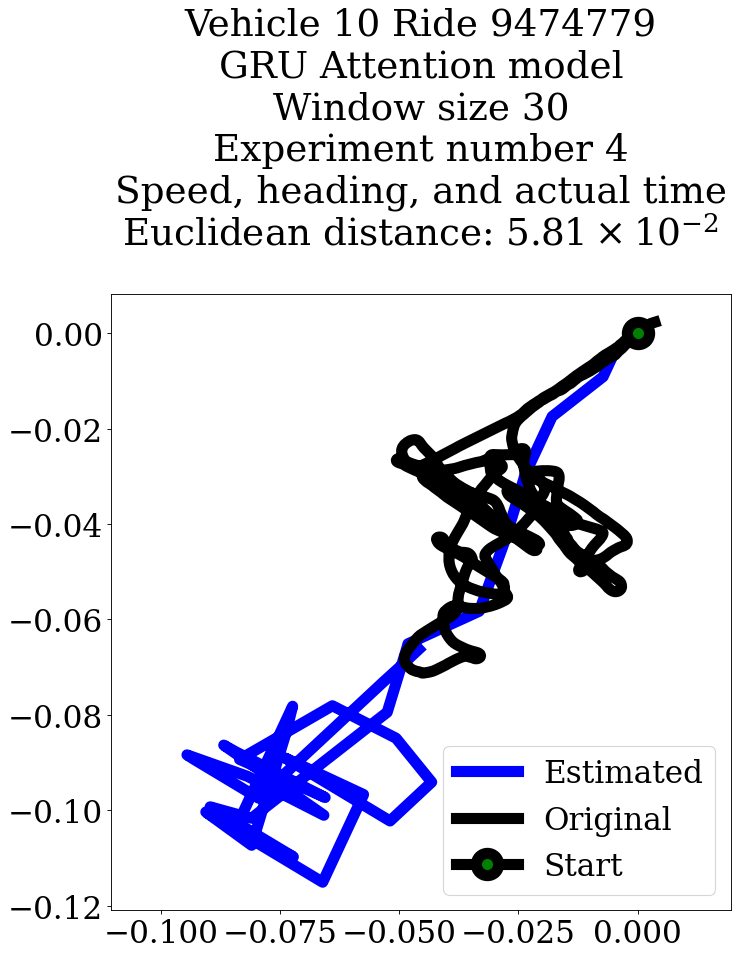 Vehicle 10 Ride 9474779
GRU Attention model
Window size 30
Experiment number 4
Speed, heading, and actual time
Euclidean distance: 5.81 × 10⁻²
0.00
−0.02
−0.04
−0.06
−0.08
−0.10
−0.12
Estimated
Original
Start
−0.100 −0.075 −0.050 −0.025 0.000